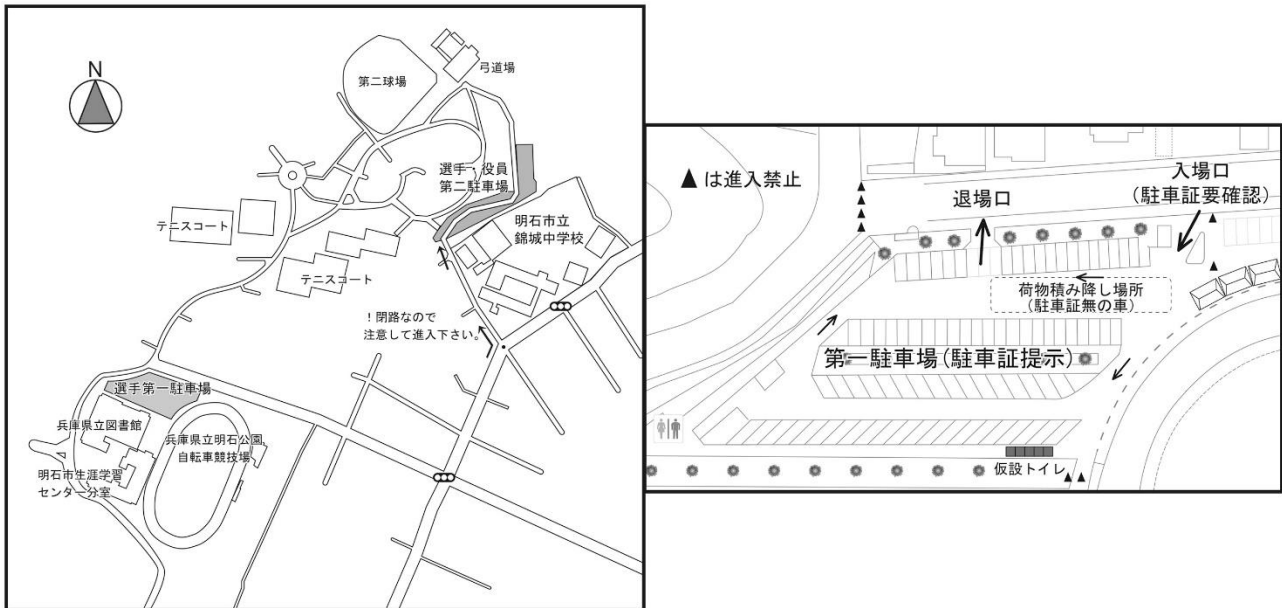 N
第二球場
弓道場
選手・役員
第二駐車場
テニスコート
明石市立
錦城中学校
テニスコート
！閉路なので
注意して進入下さい。
選手第一駐車場
兵庫県立図書館
兵庫県立明石公園
自転車競技場
明石市生涯学習
センター分室
▲は進入禁止
退場口
入場口
(駐車証要確認)
荷物積み降し場所
(駐車証無の車)
第一駐車場(駐車証提示)
仮設トイレ